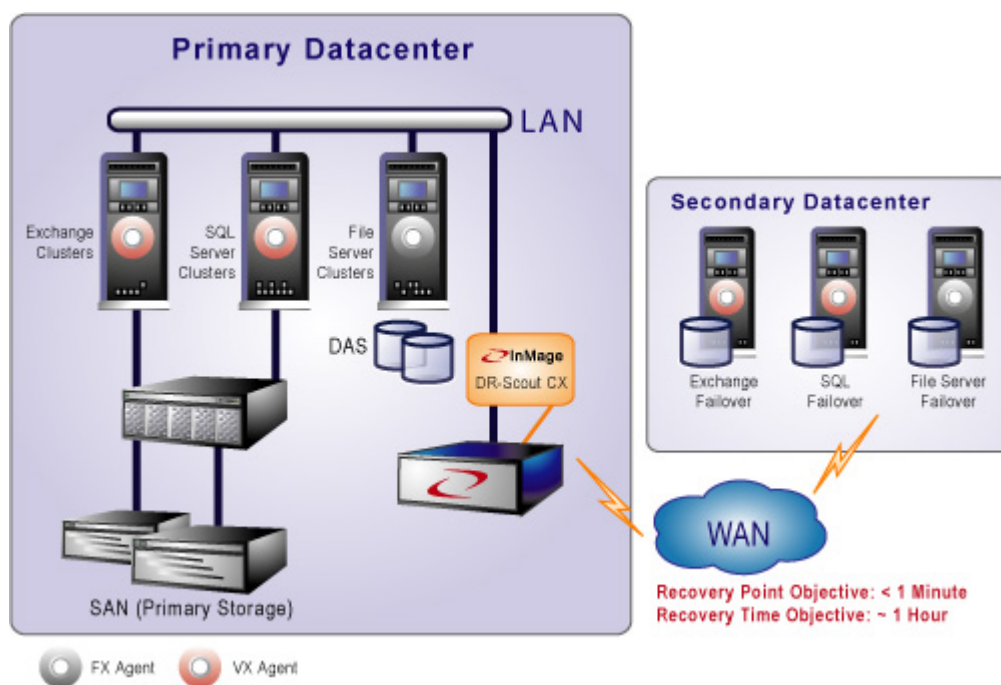 Primary Datacenter
LAN
Exchange
Clusters
SQL
Server
Clusters
File
Server
Clusters
DAS
InMage
DR-Scout CX
SAN (Primary Storage)
Secondary Datacenter
Exchange
Failover
SQL
Failover
File Server
Failover
WAN
Recovery Point Objective: < 1 Minute
Recovery Time Objective: ~ 1 Hour
FX Agent
VX Agent